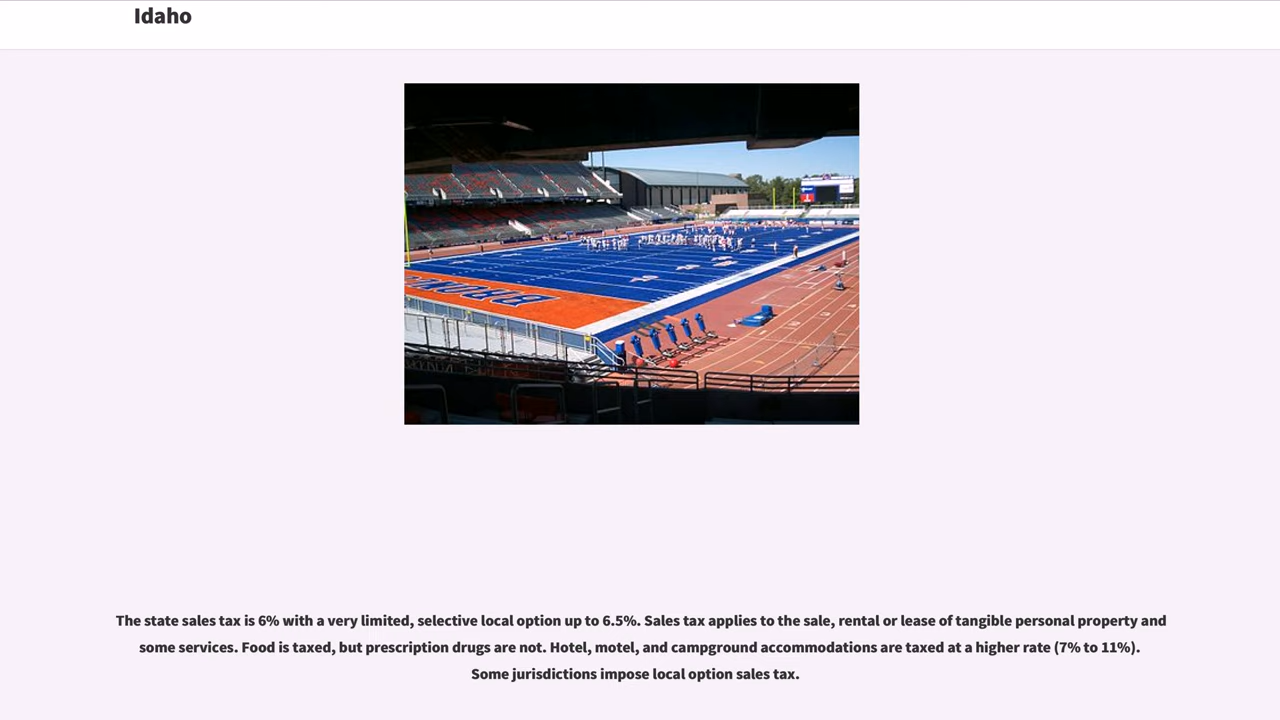 Idaho
BRONCOS
The state sales tax is 6% with a very limited, selective local option up to 6.5%. Sales tax applies to the sale, rental or lease of tangible personal property and
some services. Food is taxed, but prescription drugs are not. Hotel, motel, and campground accommodations are taxed at a higher rate (7% to 11%).
Some jurisdictions impose local option sales tax.